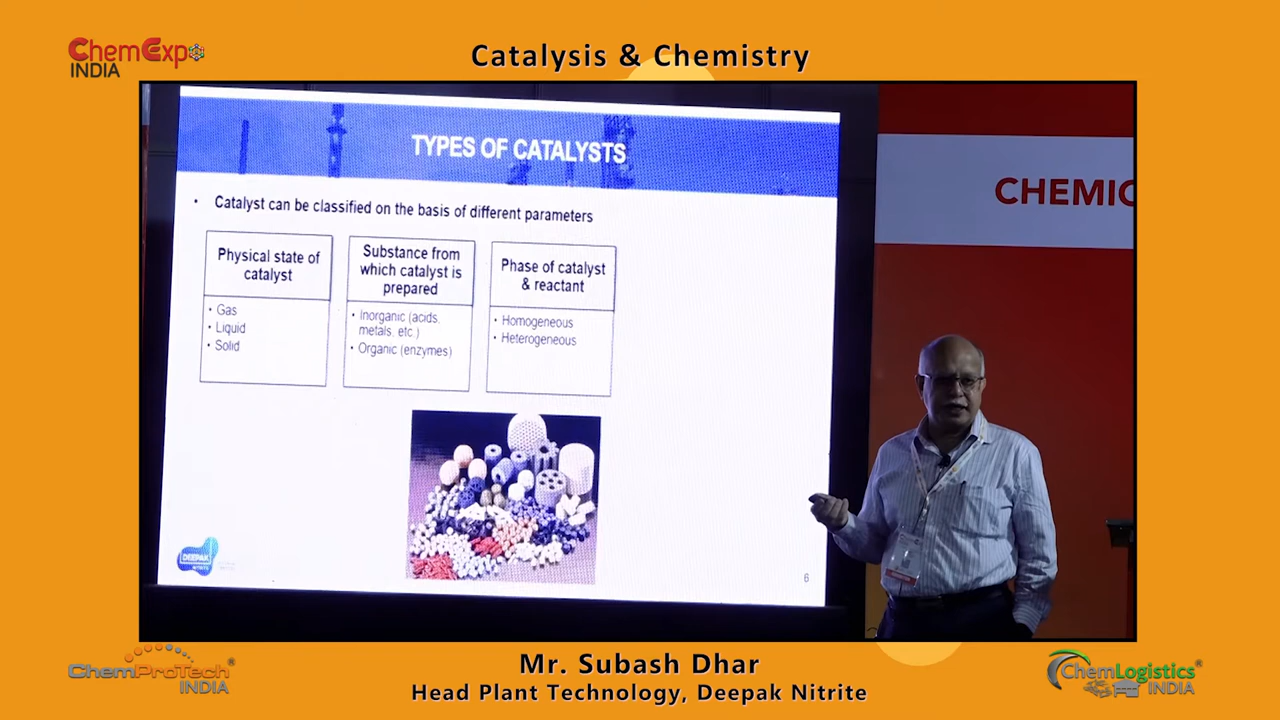 ChemExpo
INDIA
Catalysis & Chemistry
TYPES OF CATALYSTS
• Catalyst can be classified on the basis of different parameters
Physical state of
catalyst
• Gas
• Liquid
• Solid
Substance from
which catalyst is
prepared
• Inorganic (acids,
metals, etc.)
• Organic (enzymes)
Phase of catalyst
& reactant
• Homogeneous
• Heterogeneous
DEEPAK
NITRITE
6
CHEMIC
ChemProTech®
INDIA
Mr. Subash Dhar
Head Plant Technology, Deepak Nitrite
ChemLogistics®
INDIA